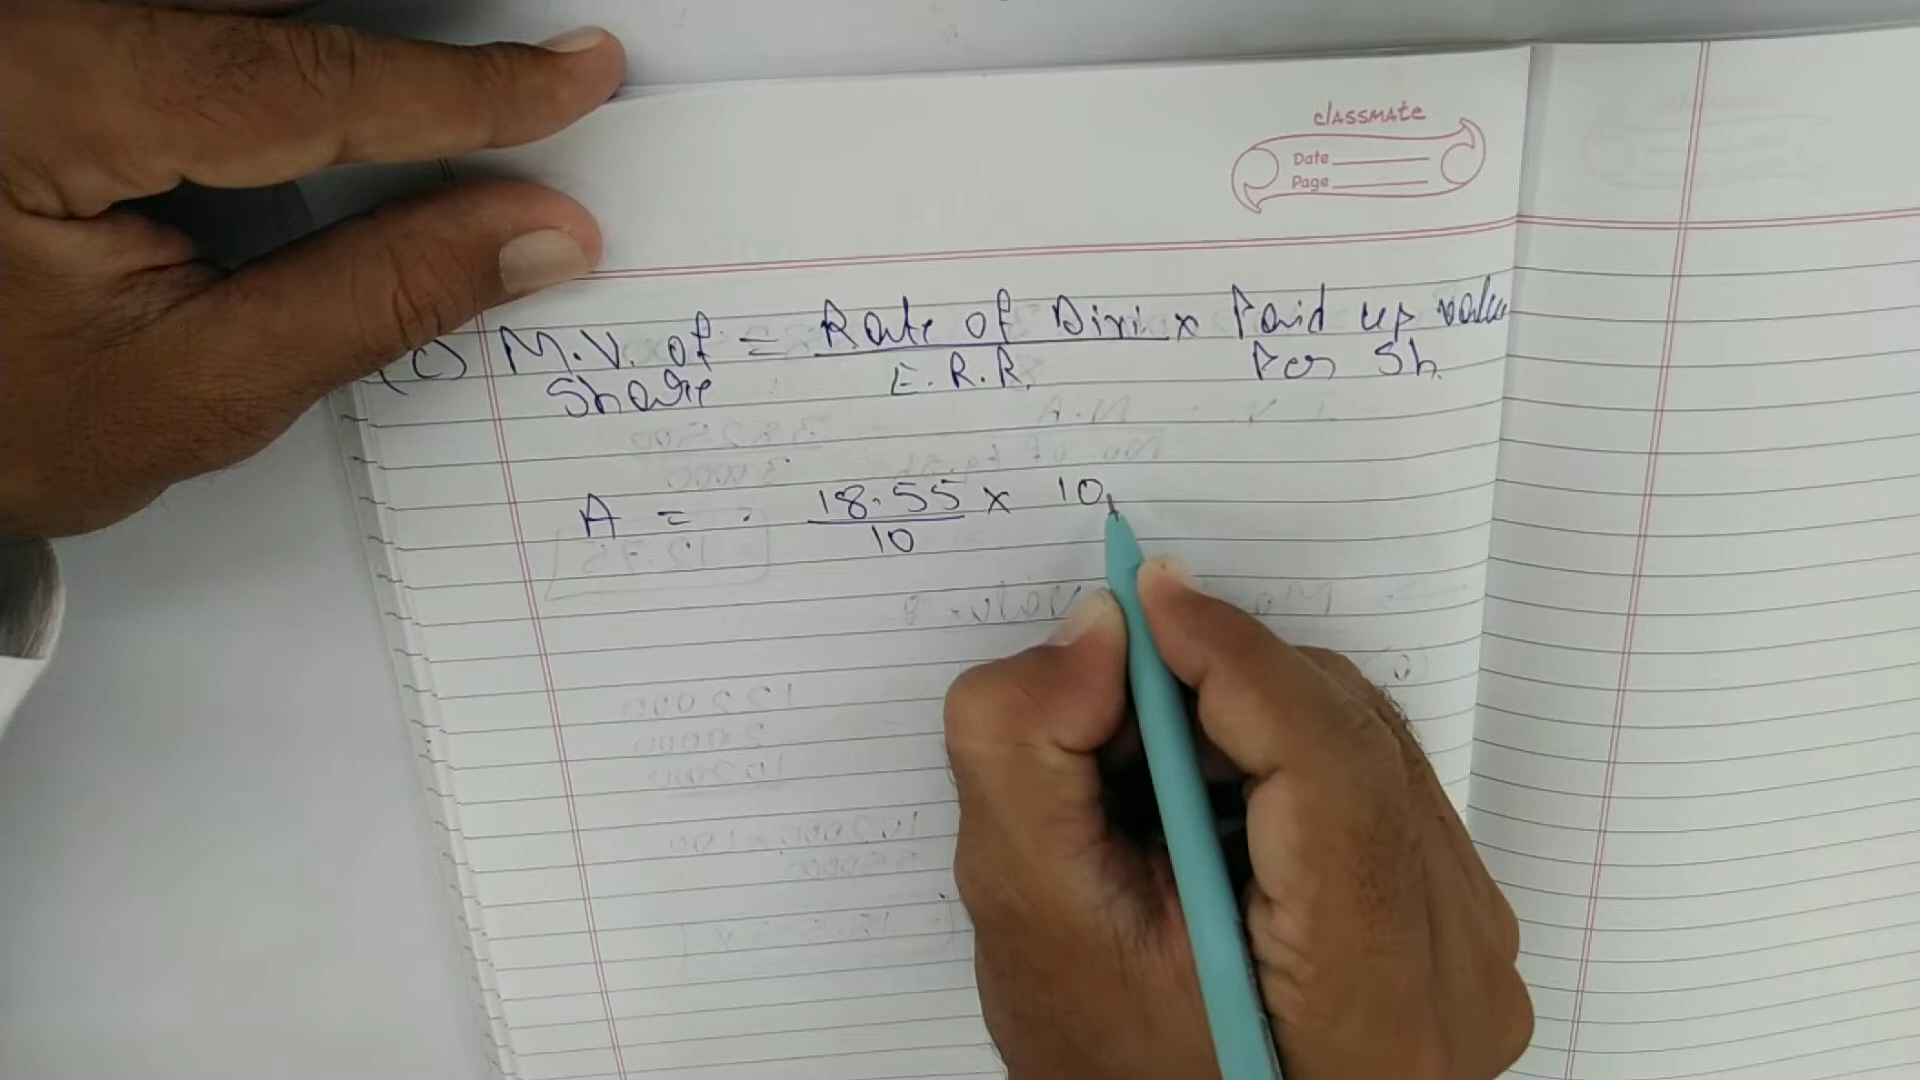 classmate
Date
Page
(C) M.V. of = Rate of Divi. x Paid up value
Share E.R.R. Per Sh.
A = 18.55 x 10
10